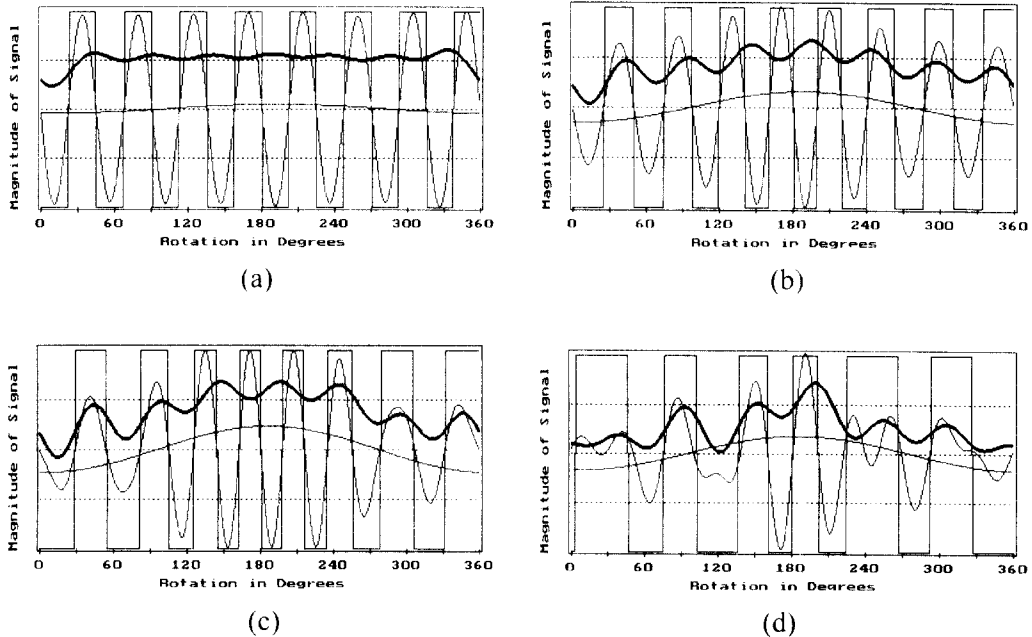 Magnitude of Signal
0 60 120 180 240 300 360
Rotation in Degrees
(a)
Magnitude of Signal
0 60 120 180 240 300 360
Rotation in Degrees
(b)
Magnitude of Signal
0 60 120 180 240 300 360
Rotation in Degrees
(c)
Magnitude of Signal
0 60 120 180 240 300 360
Rotation in Degrees
(d)